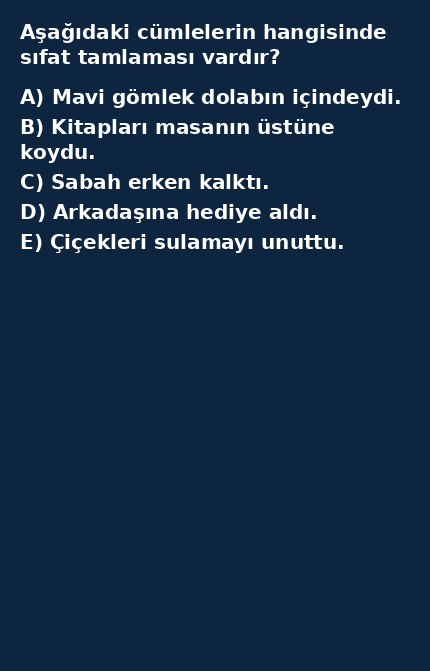 Aşağıdaki cümlelerin hangisinde
sıfat tamlaması vardır?
A) Mavi gömlek dolabın içindeydi.
B) Kitapları masanın üstüne
koydu.
C) Sabah erken kalktı.
D) Arkadaşına hediye aldı.
E) Çiçekleri sulamayı unuttu.